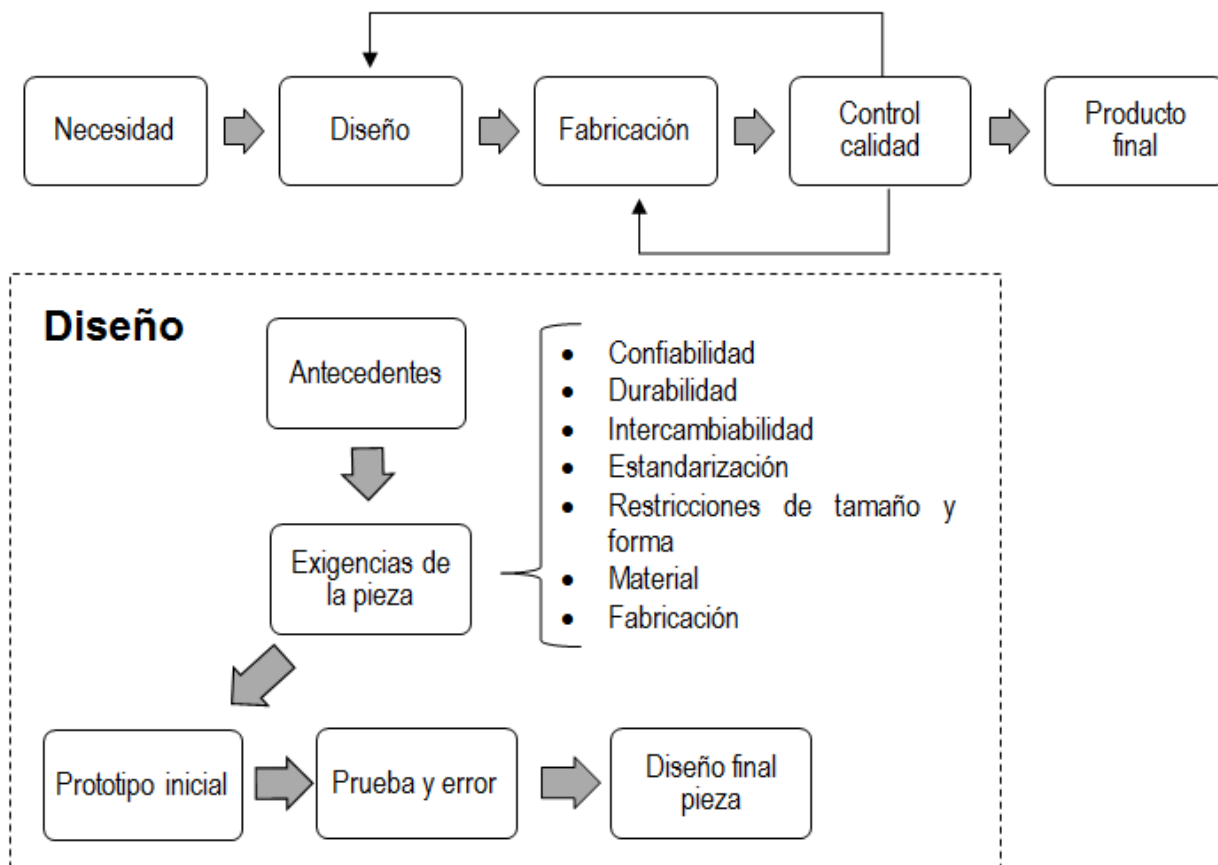 Necesidad
Diseño
Fabricación
Control
calidad
Producto
final
Diseño
Antecedentes
Exigencias de
la pieza
• Confiabilidad
• Durabilidad
• Intercambiabilidad
• Estandarización
• Restricciones de tamaño y
forma
• Material
• Fabricación
Prototipo inicial
Prueba y error
Diseño final
pieza